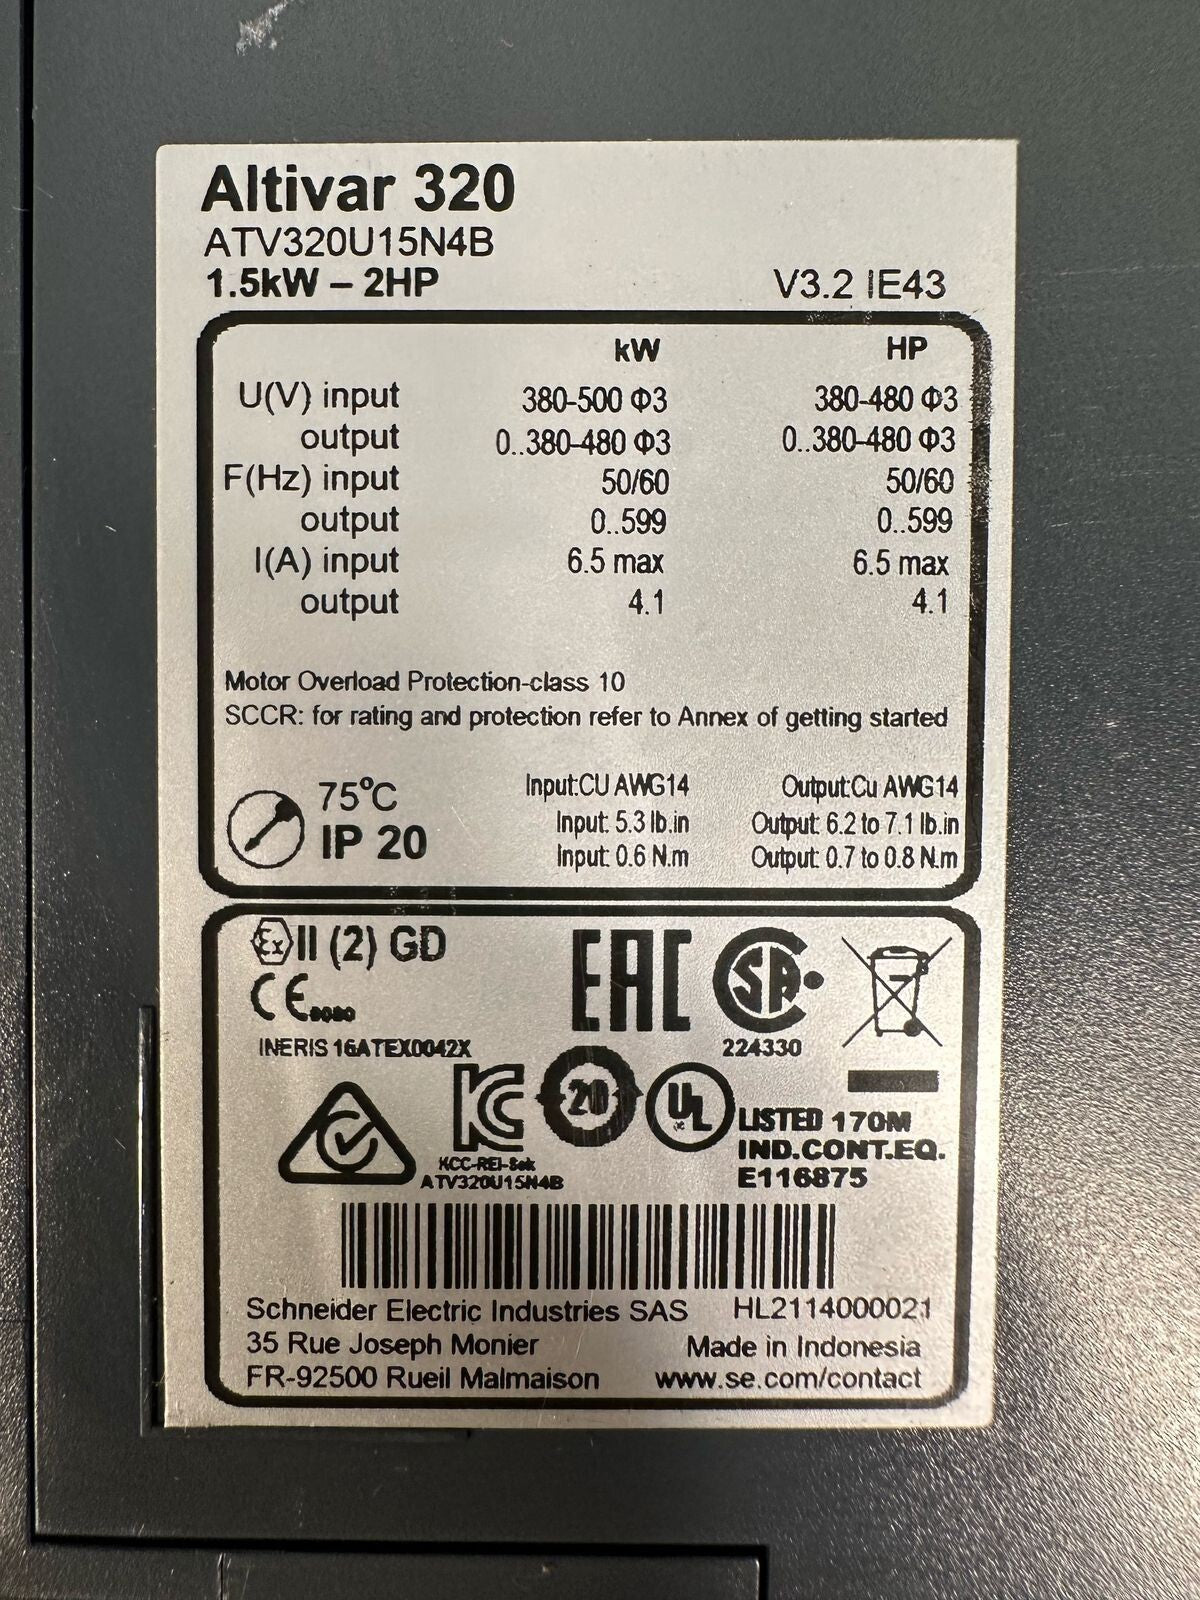 Altivar 320
ATV320U15N4B
1.5kW – 2HP V3.2 IE43
kW HP
U(V) input 380-500 Φ3 380-480 Φ3
output 0..380-480 Φ3 0..380-480 Φ3
F(Hz) input 50/60 50/60
output 0..599 0..599
I(A) input 6.5 max 6.5 max
output 4.1 4.1
Motor Overload Protection-class 10
SCCR: for rating and protection refer to Annex of getting started
75°C Input:CU AWG14 Output:Cu AWG14
IP 20 Input: 5.3 lb.in Output: 6.2 to 7.1 lb.in
Input: 0.6 N.m Output: 0.7 to 0.8 N.m
Ex II (2) GD
EAC
CSA
CE
INERIS 16ATEX0042X
224330
KC
20
UL
LISTED 170M
IND.CONT.EQ.
E116875
ATV320U15N4B
Schneider Electric Industries SAS HL2114000021
35 Rue Joseph Monier Made in Indonesia
FR-92500 Rueil Malmaison www.se.com/contact